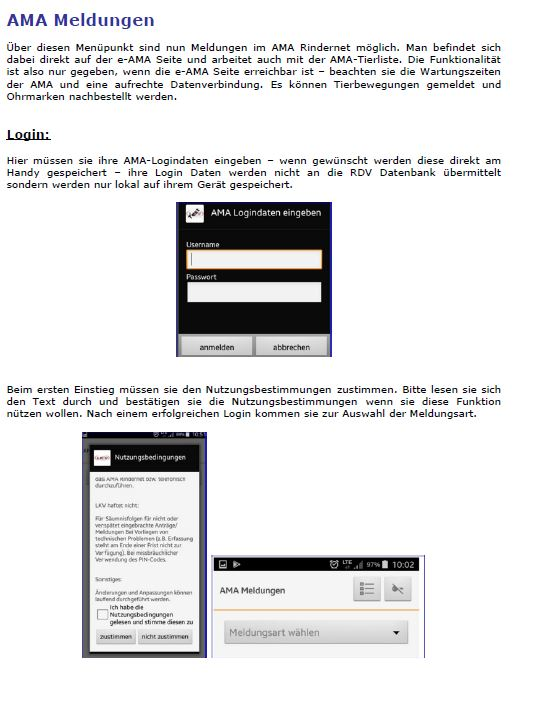 AMA Meldungen
Über diesen Menüpunkt sind nun Meldungen im AMA Rindernet möglich. Man befindet sich
dabei direkt auf der e-AMA Seite und arbeitet auch mit der AMA-Tierliste. Die Funktionalität
ist also nur gegeben, wenn die e-AMA Seite erreichbar ist – beachten sie die Wartungszeiten
der AMA und eine aufrechte Datenverbindung. Es können Tierbewegungen gemeldet und
Ohrmarken nachbestellt werden.
Login:
Hier müssen sie ihre AMA-Logindaten eingeben – wenn gewünscht werden diese direkt am
Handy gespeichert – ihre Login Daten werden nicht an die RDV Datenbank übermittelt
sondern werden nur lokal auf ihrem Gerät gespeichert.
AMA Logindaten eingeben
Username
Passwort
anmelden abbrechen
Beim ersten Einstieg müssen sie den Nutzungsbestimmungen zustimmen. Bitte lesen sie sich
den Text durch und bestätigen sie die Nutzungsbestimmungen wenn sie diese Funktion
nützen wollen. Nach einem erfolgreichen Login kommen sie zur Auswahl der Meldungsart.
Nutzungsbedingungen
das AMA Rindernet bzw. telefonisch
durchzuführen.
LKV haftet nicht:
Für Säumnisfolgen für nicht oder
verspätet eingebrachte Anträge/
Meldungen Bei Vorliegen von
technischen Problemen (z.B. Erfassung
steht am Ende einer Frist nicht zur
Verfügung). Bei missbräuchlicher
Verwendung des PIN-Codes.
Sonstiges:
Änderungen und Anpassungen können
laufend durchgeführt werden.
Ich habe die
Nutzungsbedingungen
gelesen und stimme diesen zu
zustimmen nicht zustimmen
LTE 97% 10:02
AMA Meldungen
Meldungsart wählen